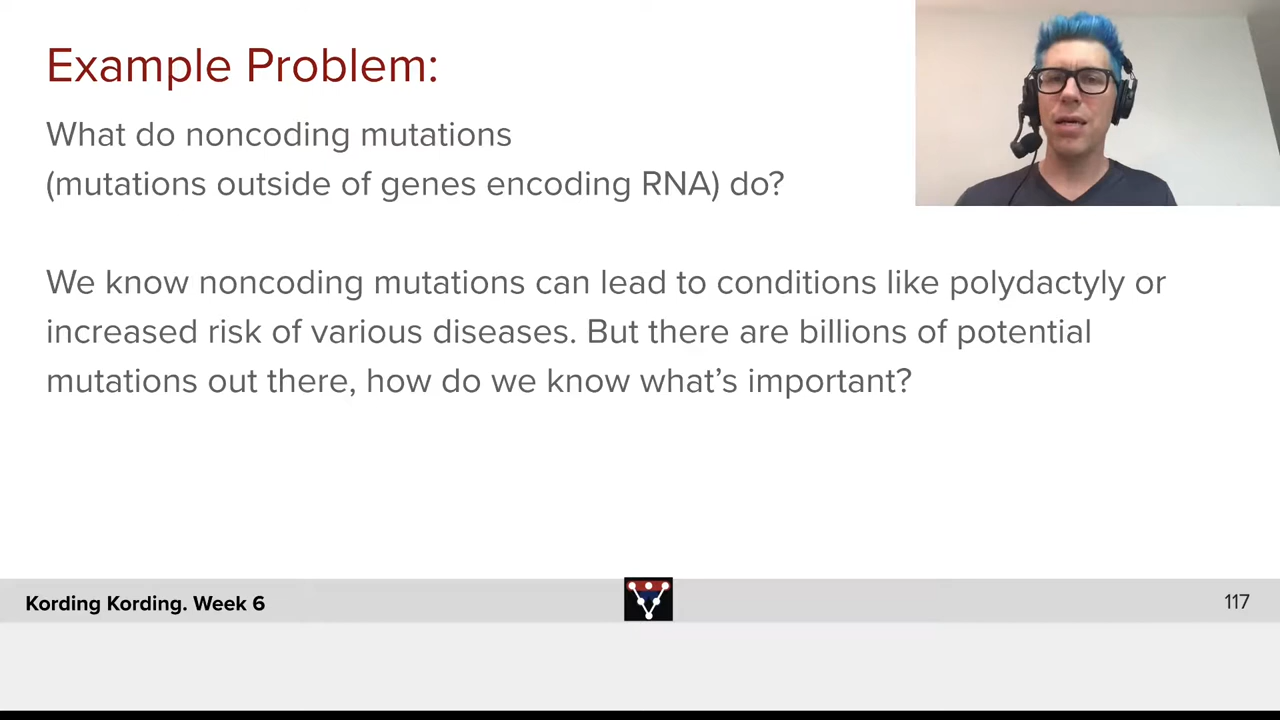 Example Problem:
What do noncoding mutations
(mutations outside of genes encoding RNA) do?
We know noncoding mutations can lead to conditions like polydactyly or
increased risk of various diseases. But there are billions of potential
mutations out there, how do we know what's important?
Kording Kording. Week 6
117